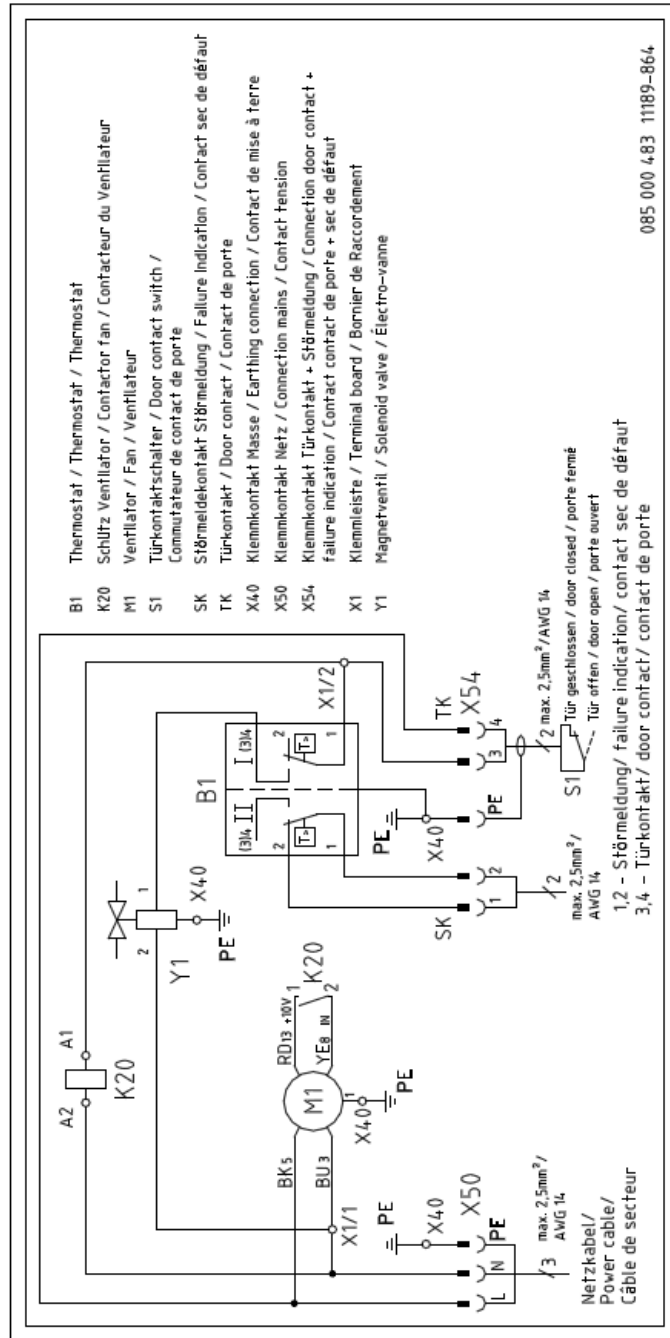 B1 Thermostat / Thermostat / Thermostat
K20 Schütz Ventilator / Contactor fan / Contacteur du Ventilateur
M1 Ventilator / Fan / Ventilateur
S1 Türkontaktschalter / Door contact switch /
Commutateur de contact de porte
SK Störmeldekontakt Störmeldung / Failure Indication / Contact sec de défaut
TK Türkontakt / Door contact / Contact de porte
X40 Klemmkontakt Masse / Earthing connection / Contact de mise à terre
X50 Klemmkontakt Netz / Connection mains / Contact tension
X54 Klemmkontakt Türkontakt + Störmeldung / Connection door contact +
failure indication / Contact contact de porte + sec de défaut
X1 Klemmleiste / Terminal board / Bornier de Raccordement
Y1 Magnetventil / Solenoid valve / Électro-vanne
A2 A1
K20
2 1
Y1
X40
PE
B1
(3)4 II I (3)4
2 2
T> T>
1 1
X1/2
BK5
BU3
M1
RD13 +10V
YE8 IN
1
2
K20
1
X40
PE
X1/1
PE
X40
L N PE
X50
3 max. 2,5mm²/
AWG 14
Netzkabel/
Power cable/
Câble de secteur
SK
1 2
2
max. 2,5mm²/
AWG 14
PE
X40
PE
TK
3 4
X54
2 max. 2,5mm²/AWG 14
S1
Tür geschlossen / door closed / porte fermé
Tür offen / door open / porte ouvert
1,2 - Störmeldung/ failure indication/ contact sec de défaut
3,4 - Türkontakt/ door contact/ contact de porte
085 000 483 11189-864